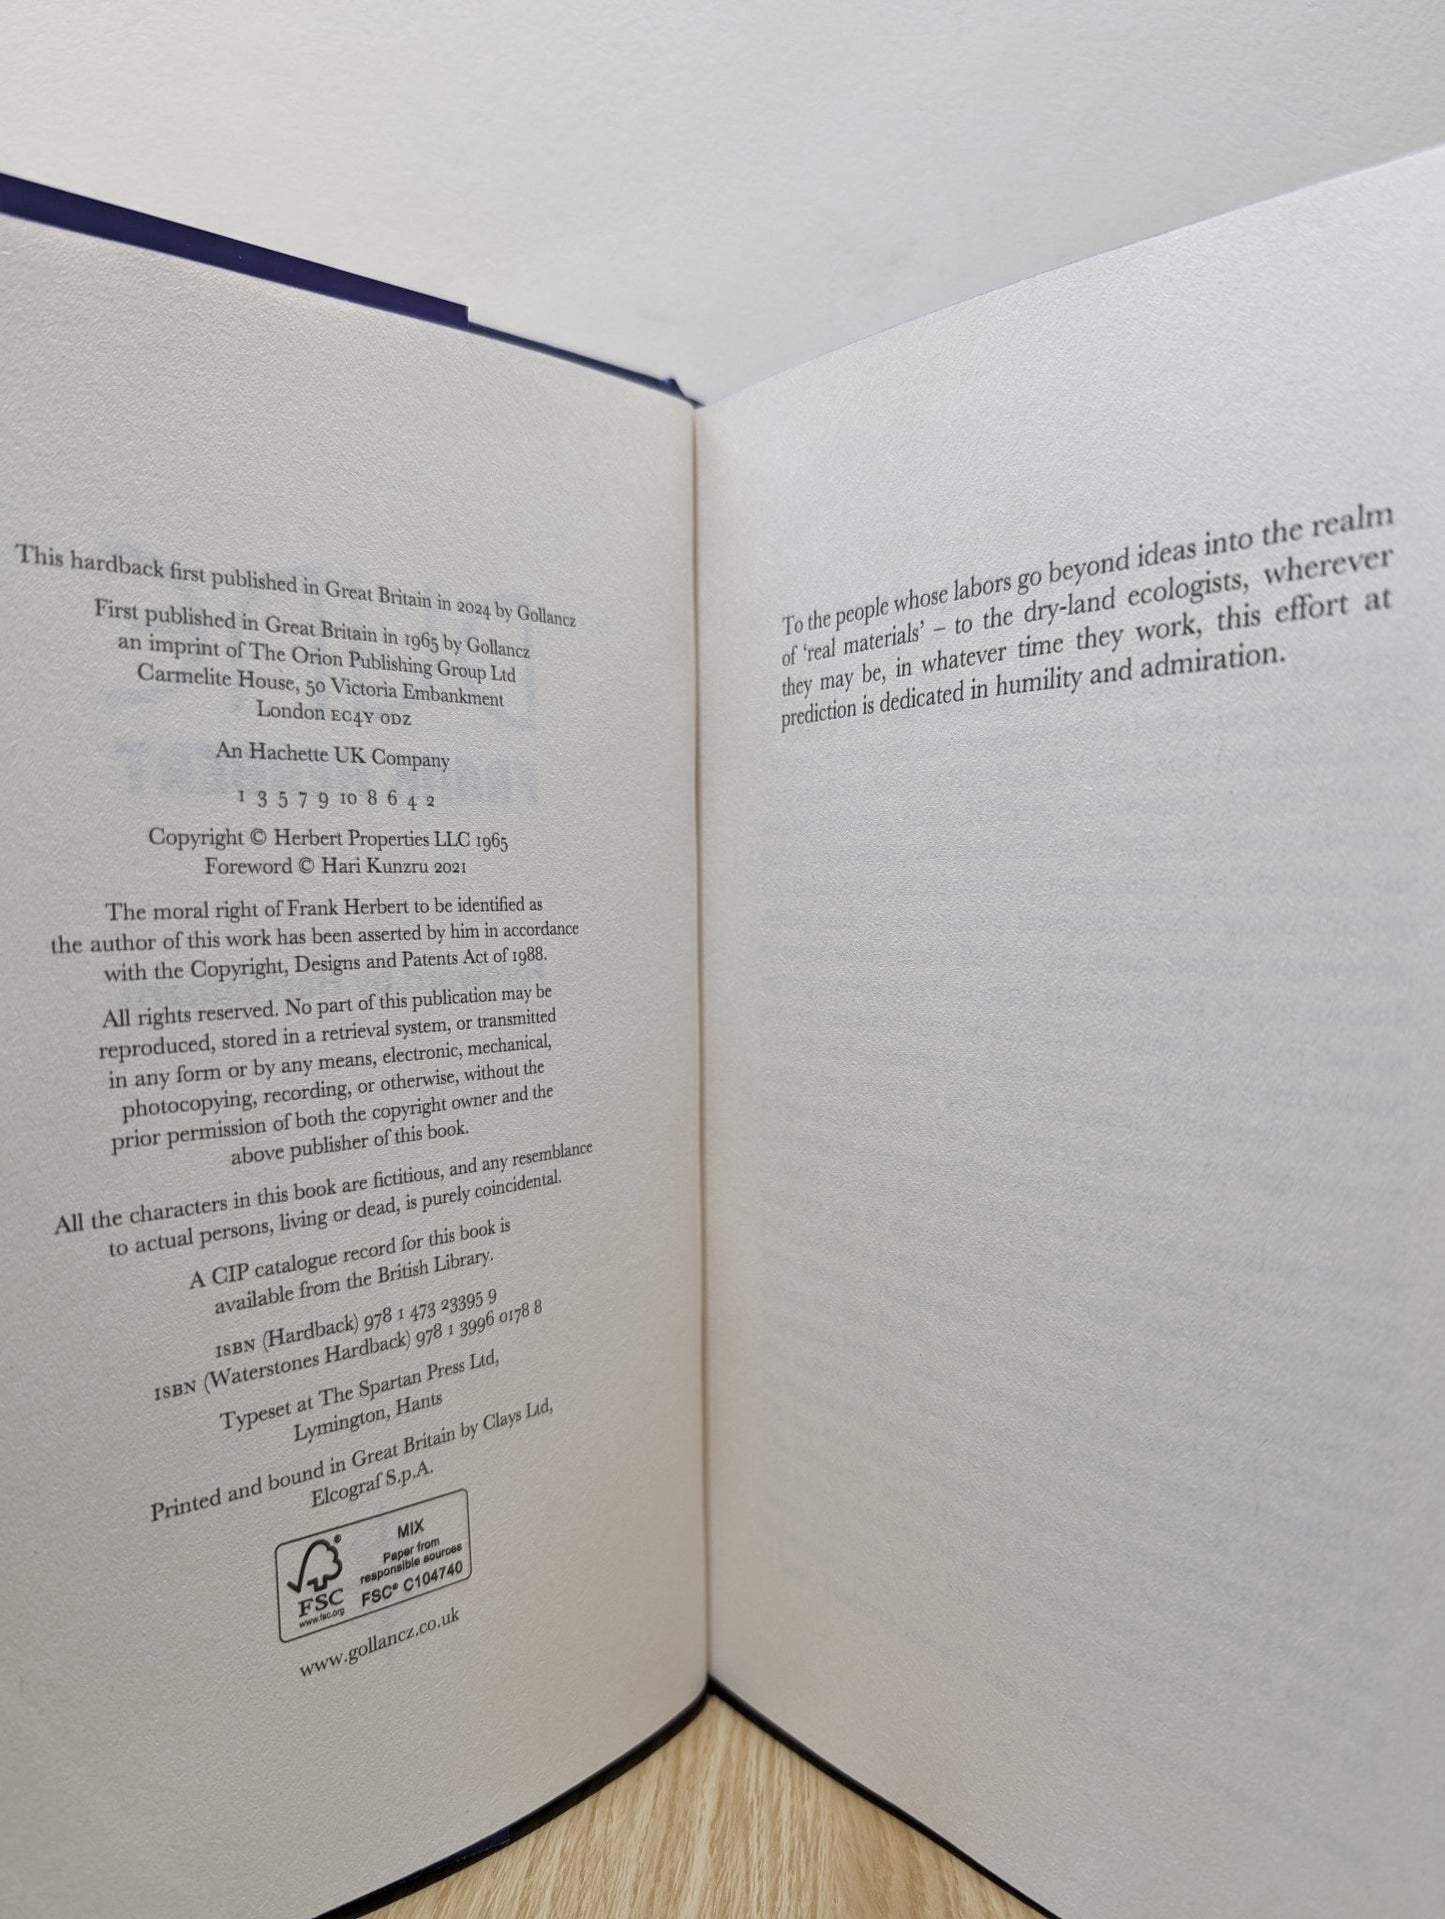 This hardback first published in Great Britain in 2024 by Gollancz
First published in Great Britain in 1965 by Gollancz
an imprint of The Orion Publishing Group Ltd
Carmelite House, 50 Victoria Embankment
London EC4Y 0DZ
An Hachette UK Company
1 3 5 7 9 10 8 6 4 2
Copyright © Herbert Properties LLC 1965
Foreword © Hari Kunzru 2021
The moral right of Frank Herbert to be identified as
the author of this work has been asserted by him in accordance
with the Copyright, Designs and Patents Act of 1988.
All rights reserved. No part of this publication may be
reproduced, stored in a retrieval system, or transmitted
in any form or by any means, electronic, mechanical,
photocopying, recording, or otherwise, without the
prior permission of both the copyright owner and the
above publisher of this book.
All the characters in this book are fictitious, and any resemblance
to actual persons, living or dead, is purely coincidental.
A CIP catalogue record for this book is
available from the British Library.
ISBN (Hardback) 978 1 473 23395 9
ISBN (Waterstones Hardback) 978 1 3996 0178 8
Typeset at The Spartan Press Ltd,
Lymington, Hants
Printed and bound in Great Britain by Clays Ltd,
Elcograf S.p.A.
MIX
Paper from
responsible sources
FSC® C104740
FSC
www.fsc.org
www.gollancz.co.uk
To the people whose labors go beyond ideas into the realm
of ‘real materials’ – to the dry-land ecologists, wherever
they may be, in whatever time they work, this effort at
prediction is dedicated in humility and admiration.